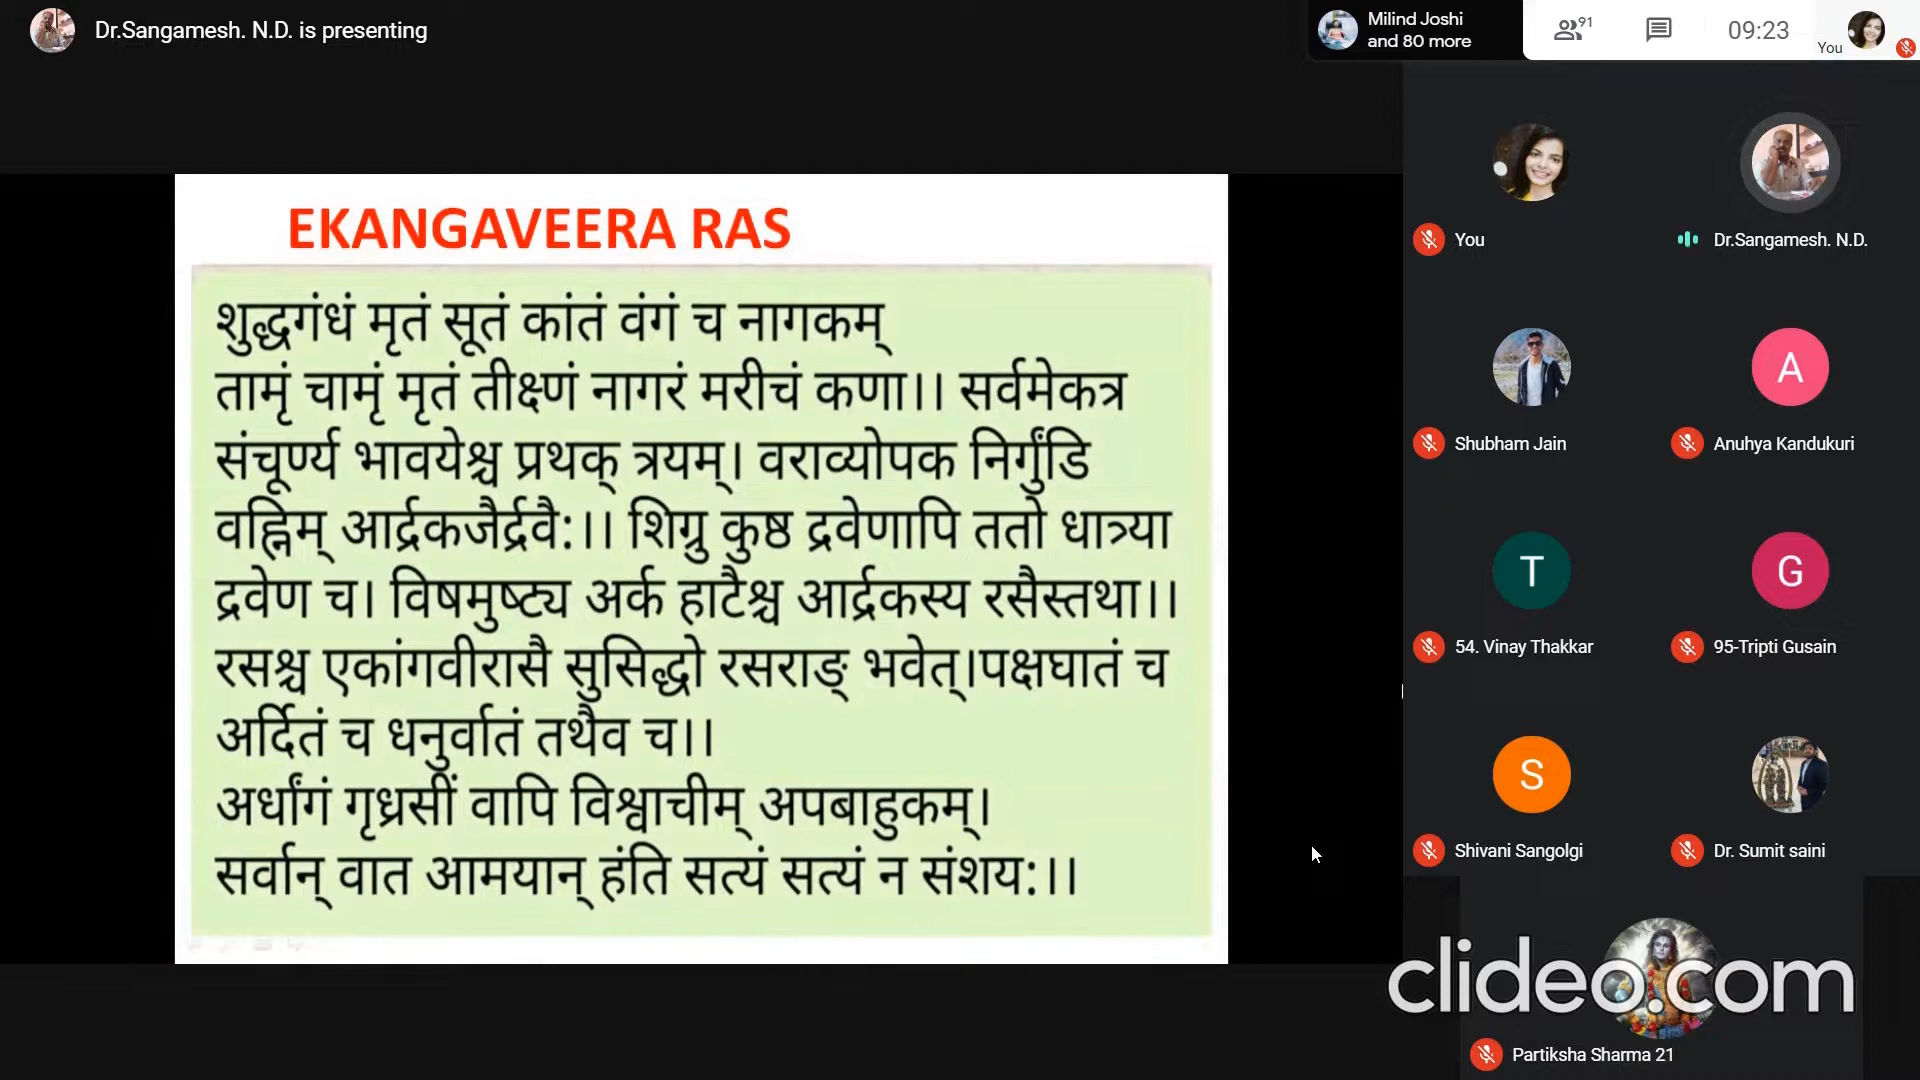 Dr.Sangamesh. N.D. is presenting
Milind Joshi
and 80 more
91
09:23
You
EKANGAVEERA RAS
शुद्धगंधं मृतं सूतं कांतं वंगं च नागकम्
तामृं चामृं मृतं तीक्ष्णं नागरं मरीचं कणा।। सर्वमेकत्र
संचूर्ण्य भावयेश्च प्रथक् त्रयम्। वराव्योपक निर्गुंडि
वह्निम् आर्द्रकजैर्द्रवै:।। शिग्रु कुष्ठ द्रवेणापि ततो धात्र्या
द्रवेण च। विषमुष्ट्य अर्क हाटैश्च आर्द्रकस्य रसैस्तथा।।
रसश्च एकांगवीरासै सुसिद्धो रसराङ् भवेत्।पक्षघातं च
अर्दितं च धनुर्वातं तथैव च।।
अर्धांगं गृध्रसीं वापि विश्वाचीम् अपबाहुकम्।
सर्वान् वात आमयान् हंति सत्यं सत्यं न संशय:।।
You
Dr.Sangamesh. N.D.
Shubham Jain
A
Anuhya Kandukuri
T
54. Vinay Thakkar
G
95-Tripti Gusain
S
Shivani Sangolgi
Dr. Sumit saini
clideo.com
Partiksha Sharma 21